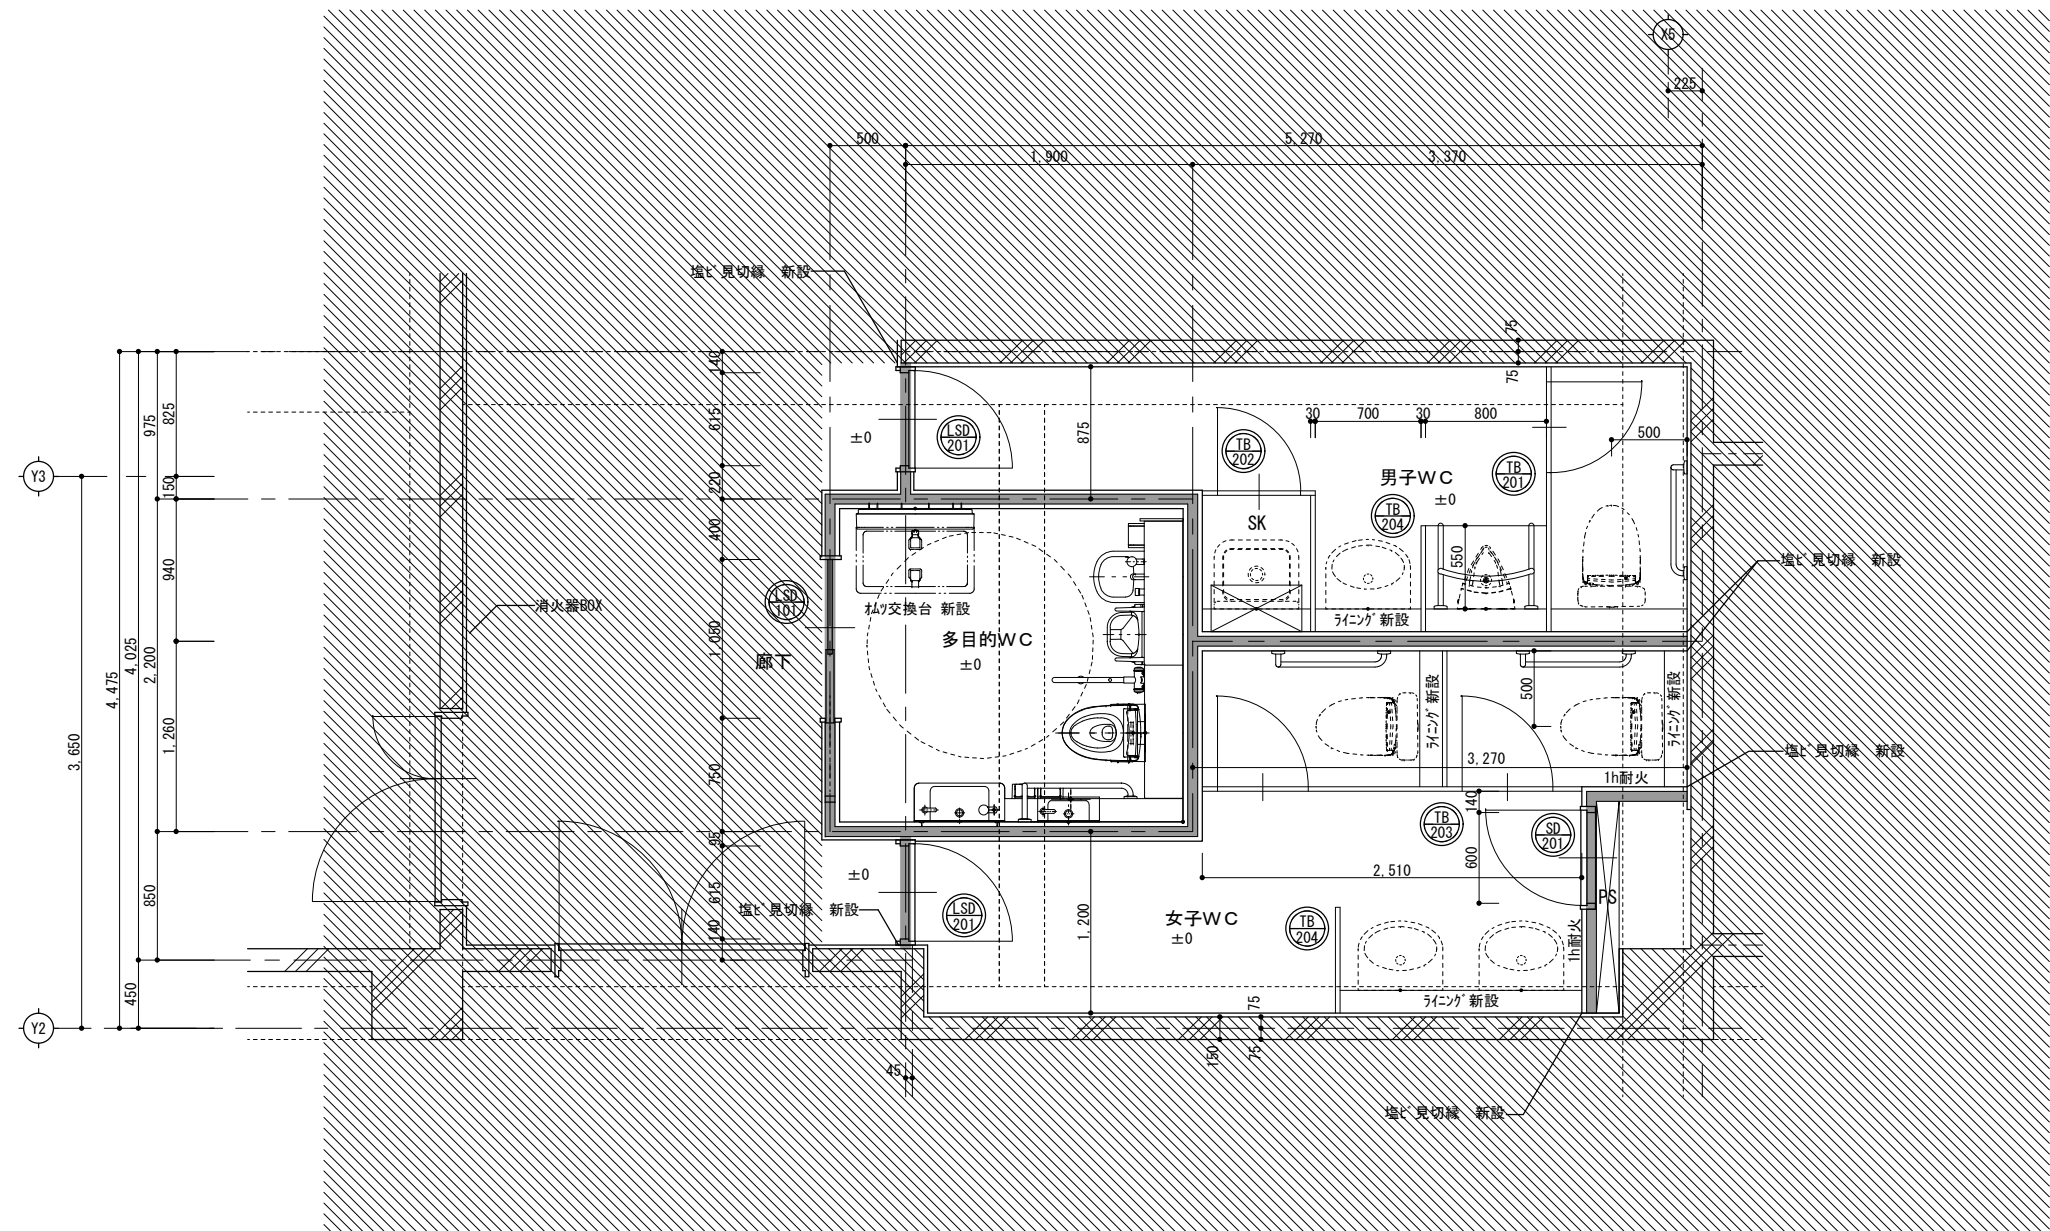 X5
225
500
5,270
1,900
3,370
塩ビ見切縁　新設
75
75
140
975
825
615
±0
LSD
201
875
TB
202
30
700
30
800
500
男子WC
±0
TB
201
TB
204
Y3
150
220
400
SK
550
塩ビ見切縁　新設
940
消火器BOX
LSD
101
ｵﾑﾂ交換台 新設
ﾗｲﾆﾝｸﾞ新設
多目的WC
±0
1,050
廊下
4,475
4,025
2,200
3,650
1,260
750
ﾗｲﾆﾝｸﾞ新設
500
ﾗｲﾆﾝｸﾞ新設
3,270
1h耐火
塩ビ見切縁　新設
140
600
TB
203
SD
201
95
615
140
850
450
±0
塩ビ見切縁　新設
LSD
201
1,200
女子WC
±0
2,510
TB
204
PS
1h耐火
ﾗｲﾆﾝｸﾞ新設
Y2
75
150
75
45
塩ビ見切縁　新設